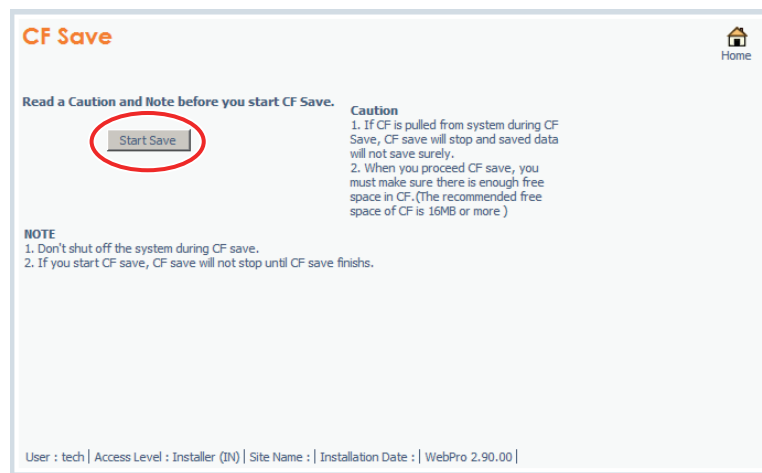 CF Save
Home
Read a Caution and Note before you start CF Save.
Start Save
Caution
1. If CF is pulled from system during CF
Save, CF save will stop and saved data
will not save surely.
2. When you proceed CF save, you
must make sure there is enough free
space in CF.(The recommended free
space of CF is 16MB or more )
NOTE
1. Don't shut off the system during CF save.
2. If you start CF save, CF save will not stop until CF save finishs.
User : tech | Access Level : Installer (IN) | Site Name : | Installation Date : | WebPro 2.90.00 |